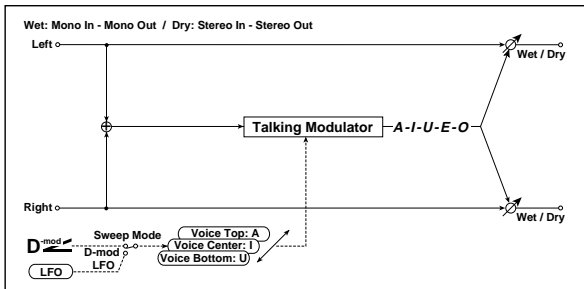 Wet: Mono In - Mono Out / Dry: Stereo In - Stereo Out
Left
Wet / Dry
Talking Modulator
A-I-U-E-O
Right
Wet / Dry
Sweep Mode
D-mod
D-mod
LFO
LFO
Voice Top: A
Voice Center: I
Voice Bottom: U